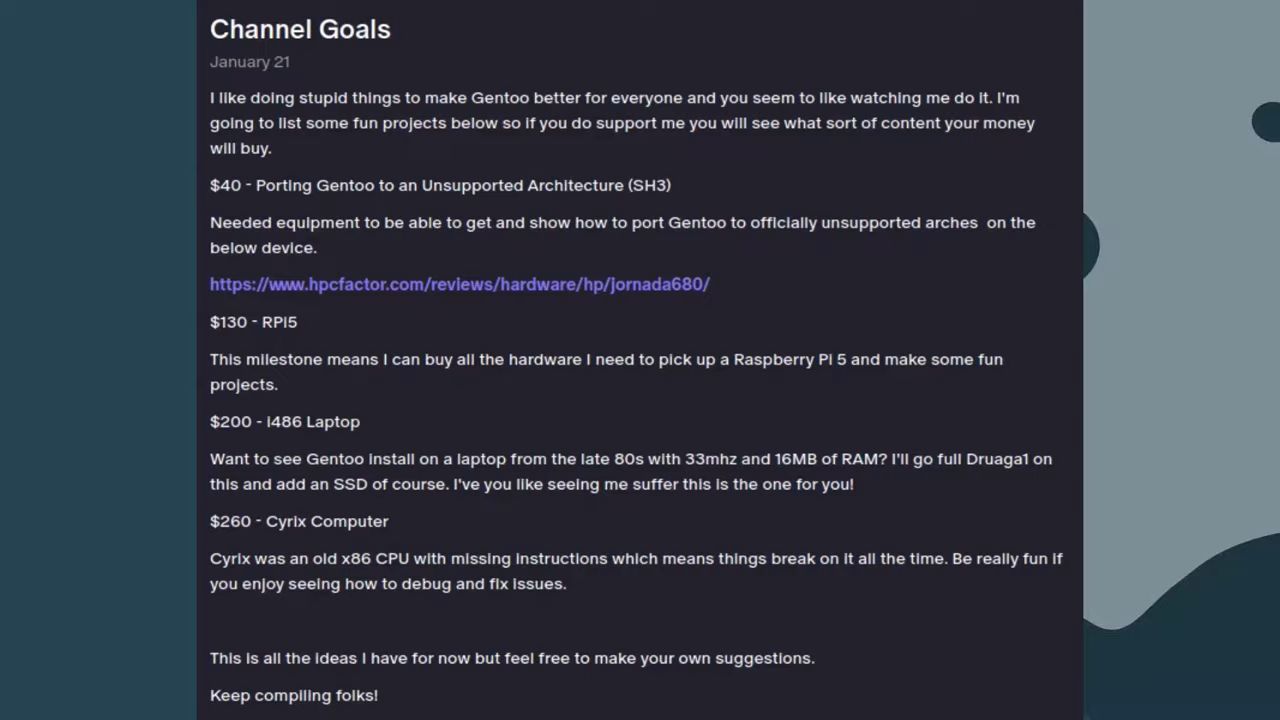 Channel Goals
January 21
I like doing stupid things to make Gentoo better for everyone and you seem to like watching me do it. I'm
going to list some fun projects below so if you do support me you will see what sort of content your money
will buy.
$40 - Porting Gentoo to an Unsupported Architecture (SH3)
Needed equipment to be able to get and show how to port Gentoo to officially unsupported arches  on the
below device.
https://www.hpcfactor.com/reviews/hardware/hp/jornada680/
$130 - RPi5
This milestone means I can buy all the hardware I need to pick up a Raspberry Pi 5 and make some fun
projects.
$200 - i486 Laptop
Want to see Gentoo install on a laptop from the late 80s with 33mhz and 16MB of RAM? I'll go full Druaga1 on
this and add an SSD of course. I've you like seeing me suffer this is the one for you!
$260 - Cyrix Computer
Cyrix was an old x86 CPU with missing instructions which means things break on it all the time. Be really fun if
you enjoy seeing how to debug and fix issues.
This is all the ideas I have for now but feel free to make your own suggestions.
Keep compiling folks!